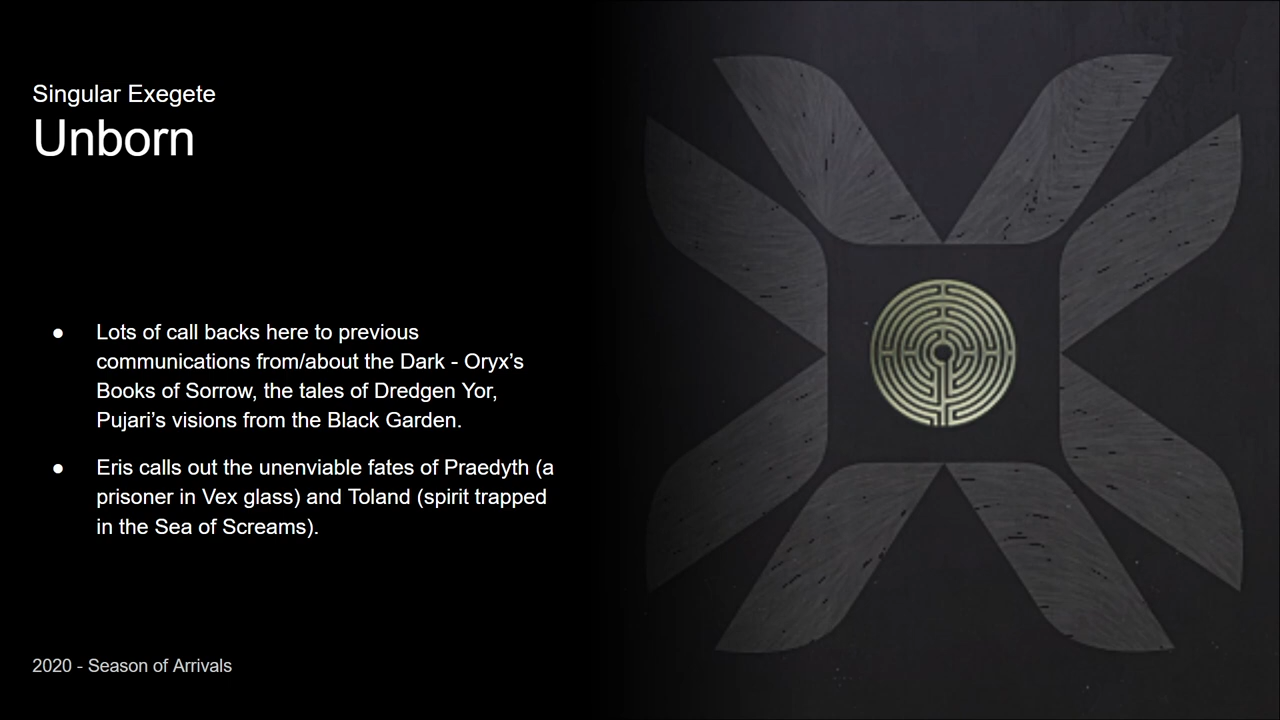 Singular Exegete
Unborn
● Lots of call backs here to previous
communications from/about the Dark - Oryx’s
Books of Sorrow, the tales of Dredgen Yor,
Pujari’s visions from the Black Garden.
● Eris calls out the unenviable fates of Praedyth (a
prisoner in Vex glass) and Toland (spirit trapped
in the Sea of Screams).
2020 - Season of Arrivals